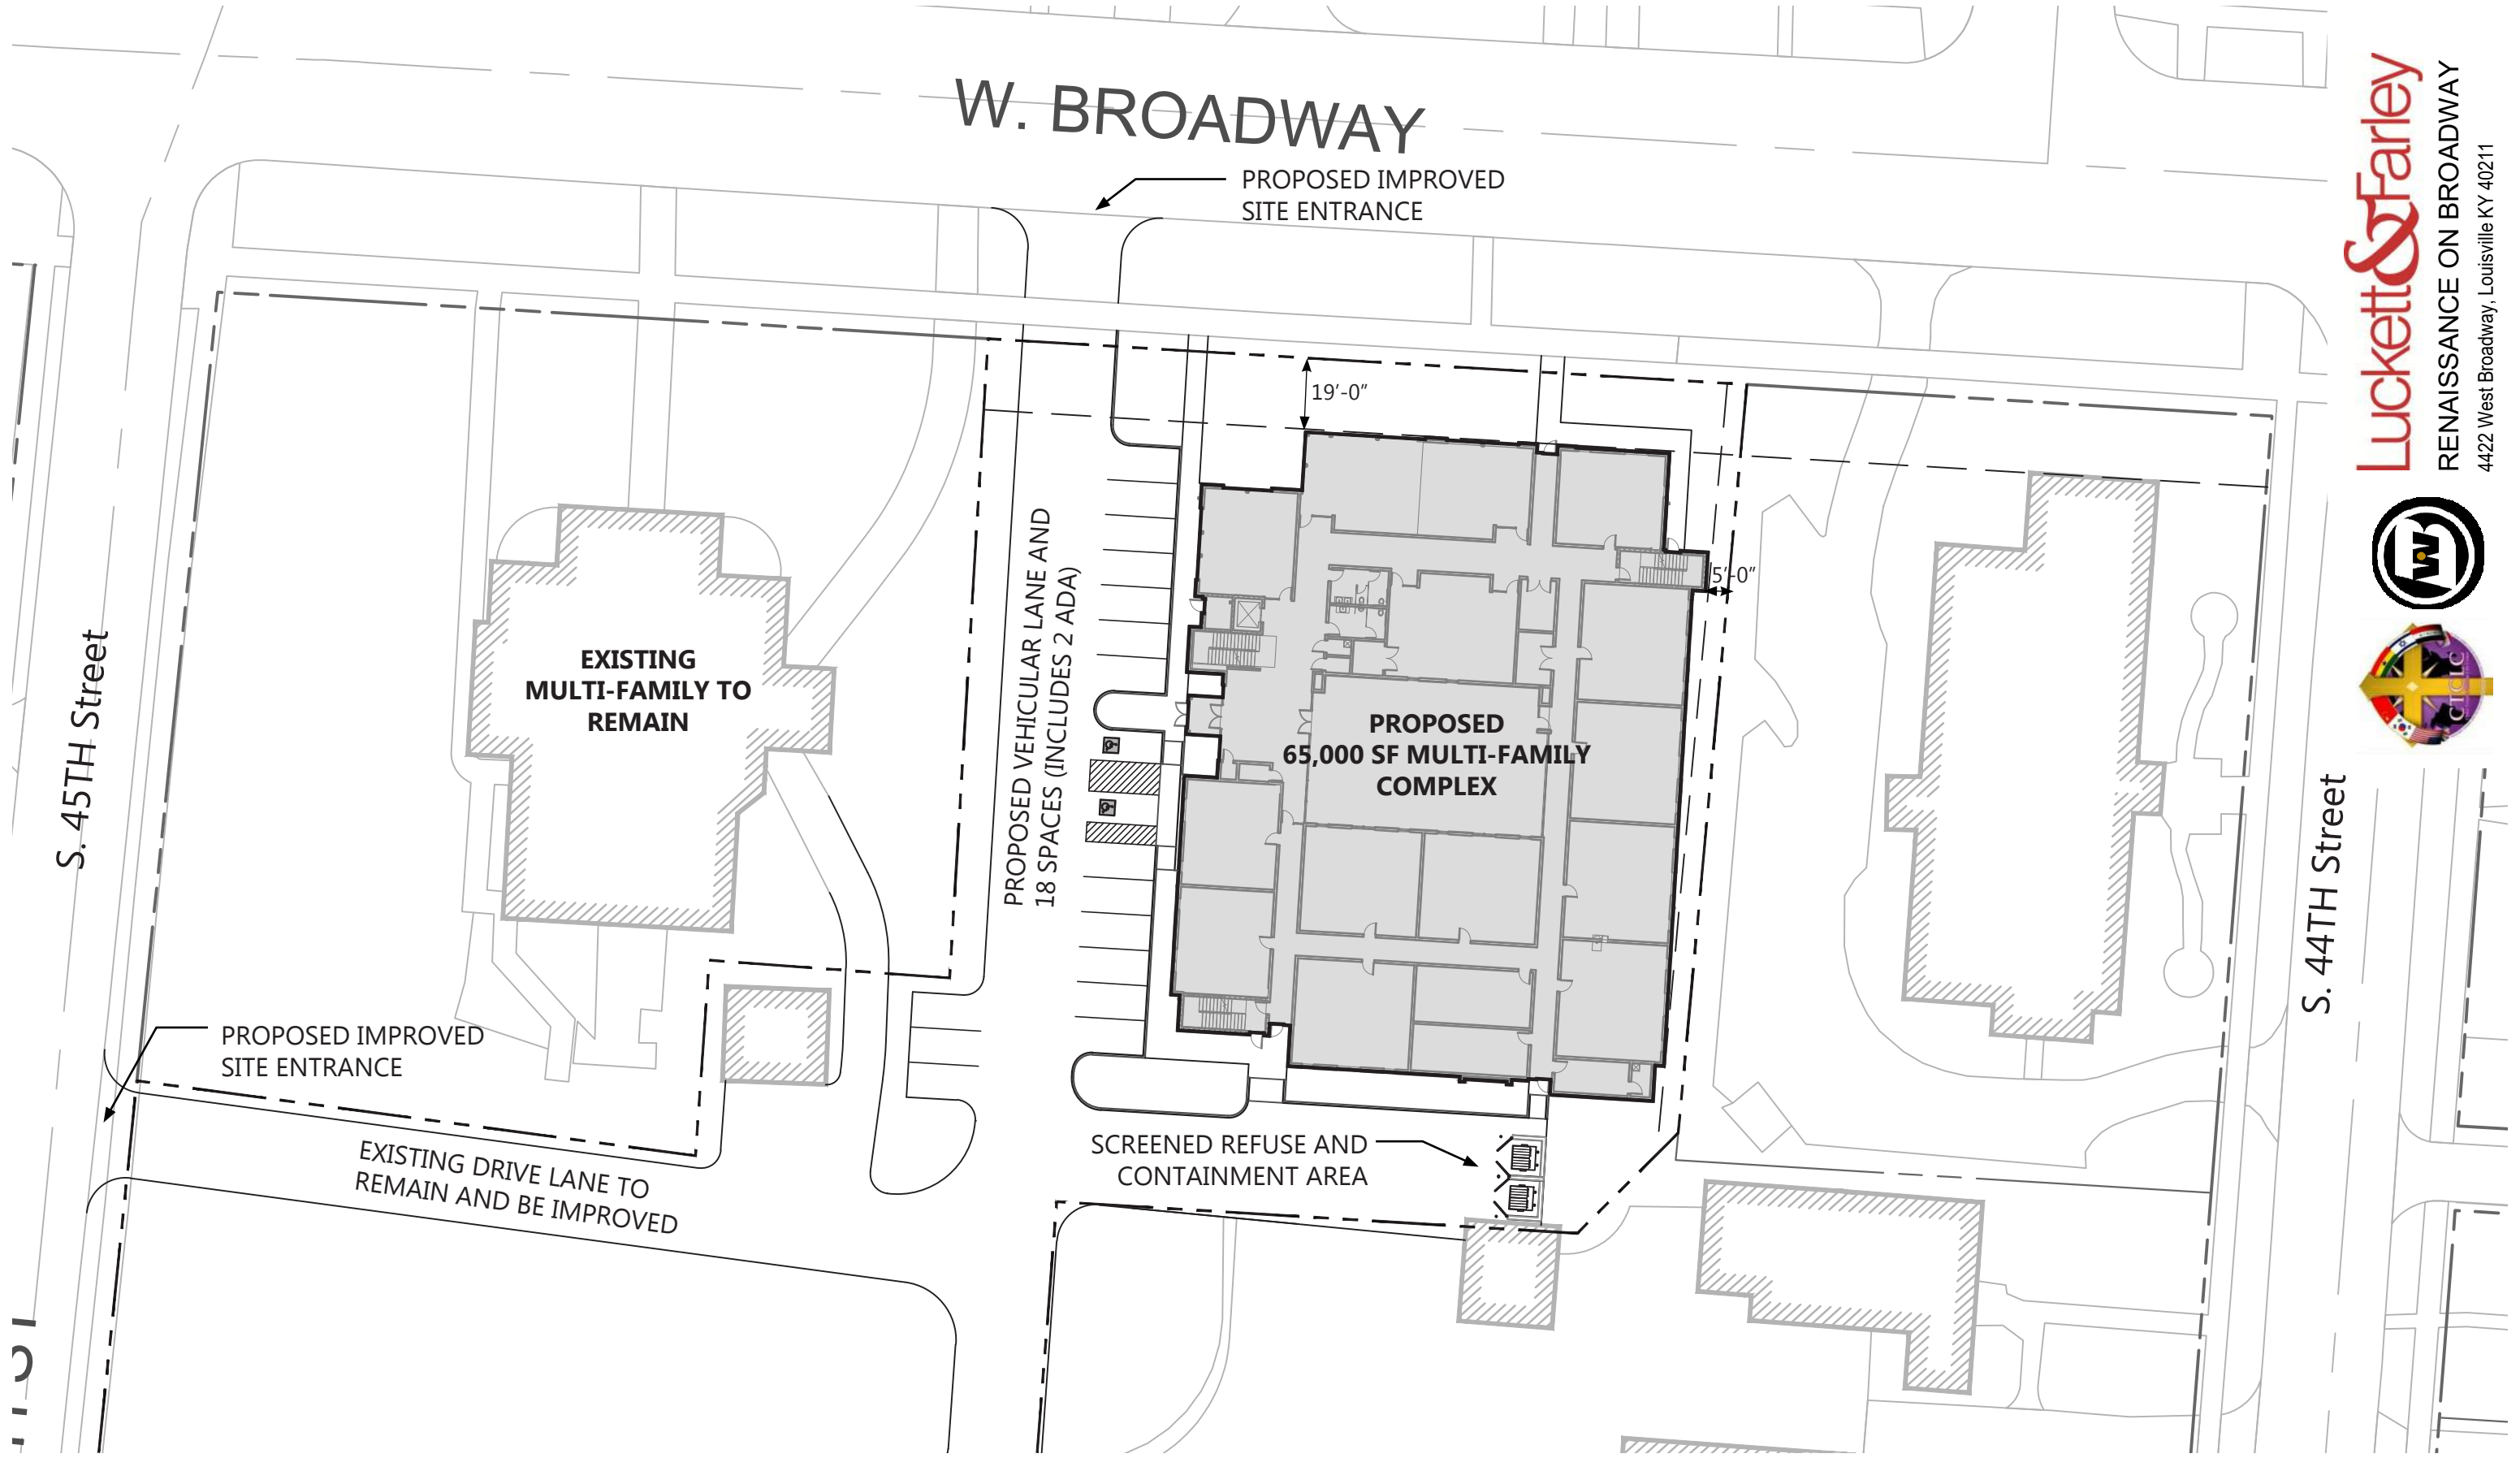 W. BROADWAY
PROPOSED IMPROVED
SITE ENTRANCE
19'-0"
5'-0"
PROPOSED VEHICULAR LANE AND
18 SPACES (INCLUDES 2 ADA)
EXISTING
MULTI-FAMILY TO
REMAIN
PROPOSED
65,000 SF MULTI-FAMILY
COMPLEX
S. 45TH Street
S. 44TH Street
PROPOSED IMPROVED
SITE ENTRANCE
EXISTING DRIVE LANE TO
REMAIN AND BE IMPROVED
SCREENED REFUSE AND
CONTAINMENT AREA
Luckett&Farley
RENAISSANCE ON BROADWAY
4422 West Broadway, Louisville KY 40211